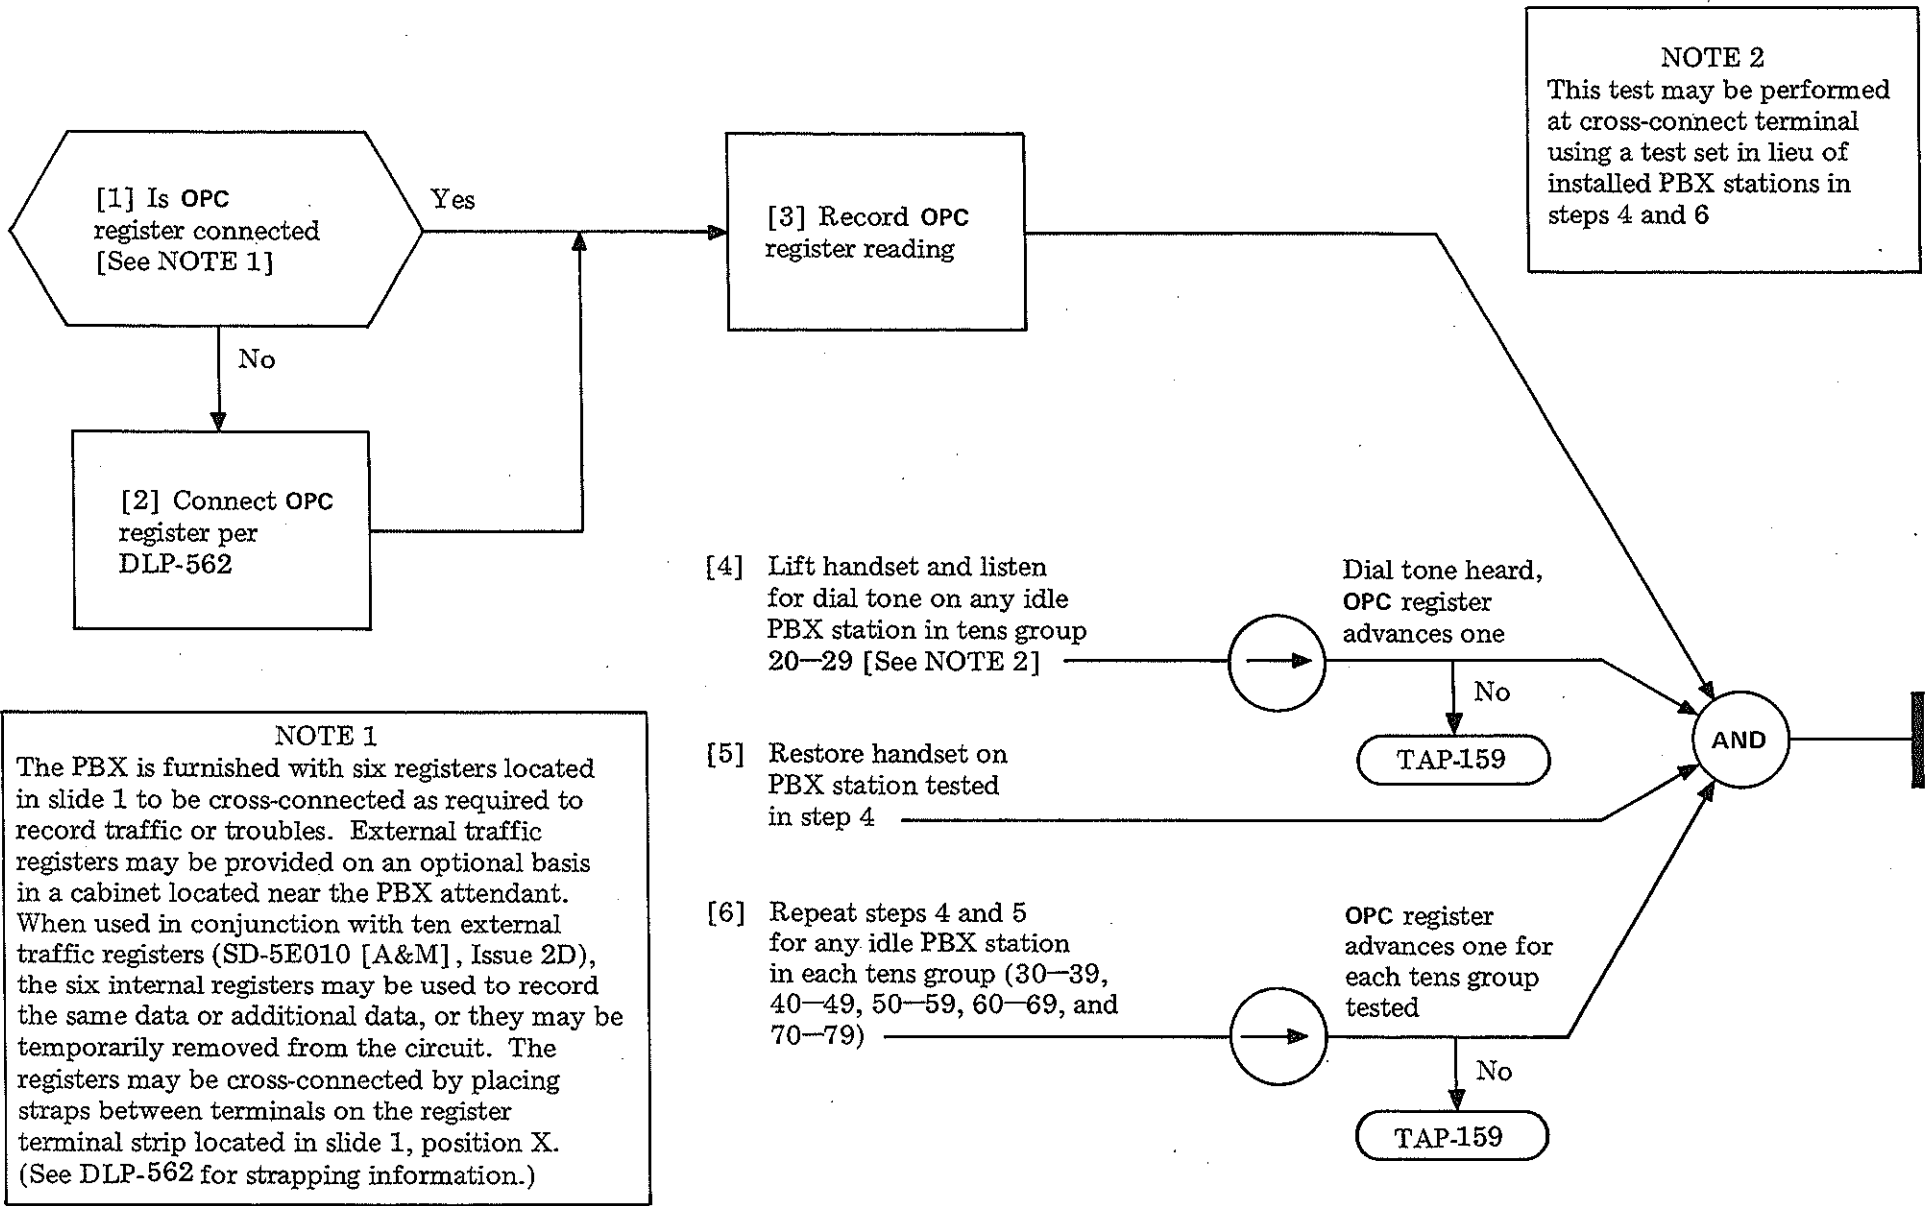 [1] Is OPC
register connected
[See NOTE 1]
Yes
No
[2] Connect OPC
register per
DLP-562
[3] Record OPC
register reading
NOTE 2
This test may be performed
at cross-connect terminal
using a test set in lieu of
installed PBX stations in
steps 4 and 6
[4] Lift handset and listen
for dial tone on any idle
PBX station in tens group
20—29 [See NOTE 2]
Dial tone heard,
OPC register
advances one
No
TAP-159
[5] Restore handset on
PBX station tested
in step 4
[6] Repeat steps 4 and 5
for any idle PBX station
in each tens group (30—39,
40—49, 50—59, 60—69, and
70—79)
OPC register
advances one for
each tens group
tested
No
TAP-159
AND
NOTE 1
The PBX is furnished with six registers located
in slide 1 to be cross-connected as required to
record traffic or troubles. External traffic
registers may be provided on an optional basis
in a cabinet located near the PBX attendant.
When used in conjunction with ten external
traffic registers (SD-5E010 [A&M], Issue 2D),
the six internal registers may be used to record
the same data or additional data, or they may be
temporarily removed from the circuit. The
registers may be cross-connected by placing
straps between terminals on the register
terminal strip located in slide 1, position X.
(See DLP-562 for strapping information.)